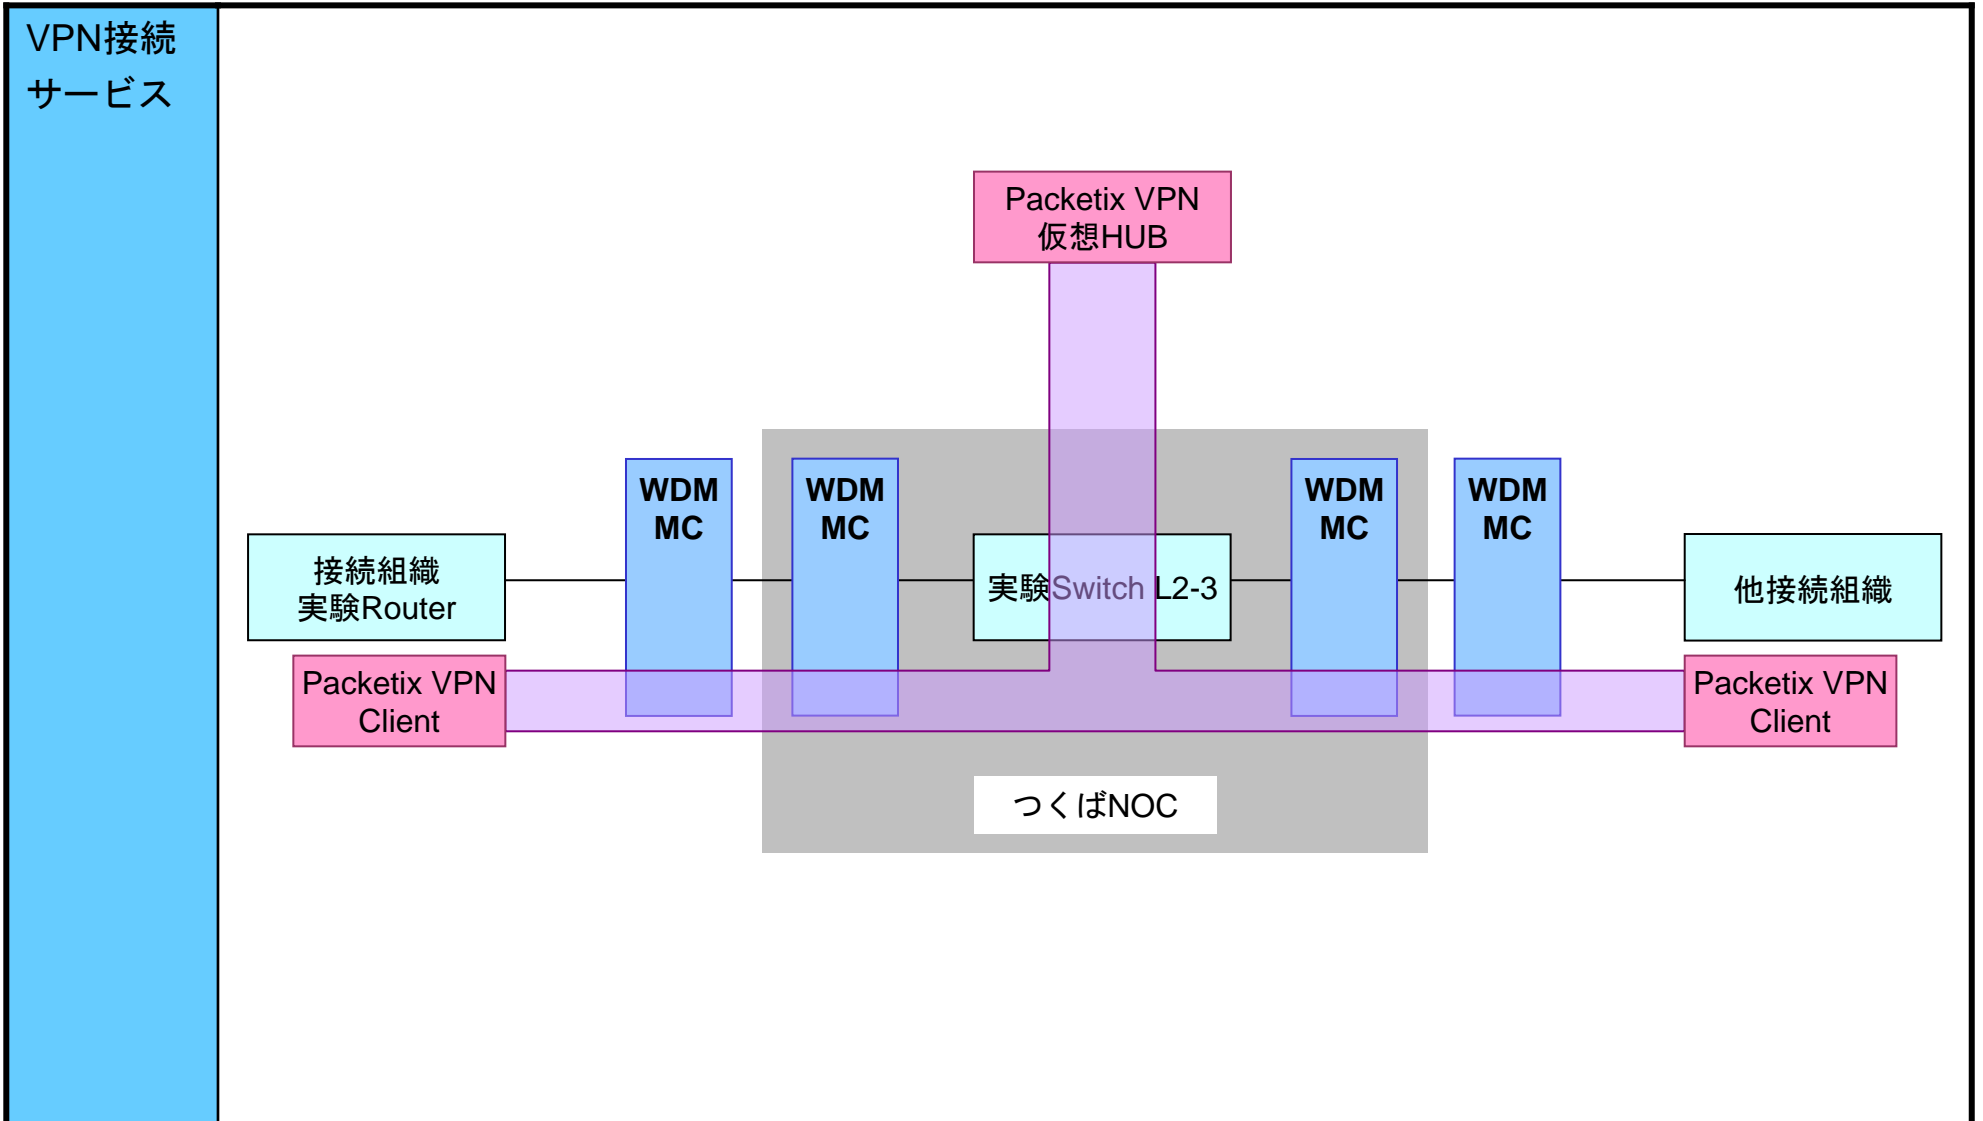 VPN接続
サービス
Packetix VPN
仮想HUB
WDM
MC
WDM
MC
WDM
MC
WDM
MC
接続組織
実験Router
実験Switch L2-3
他接続組織
Packetix VPN
Client
Packetix VPN
Client
つくばNOC